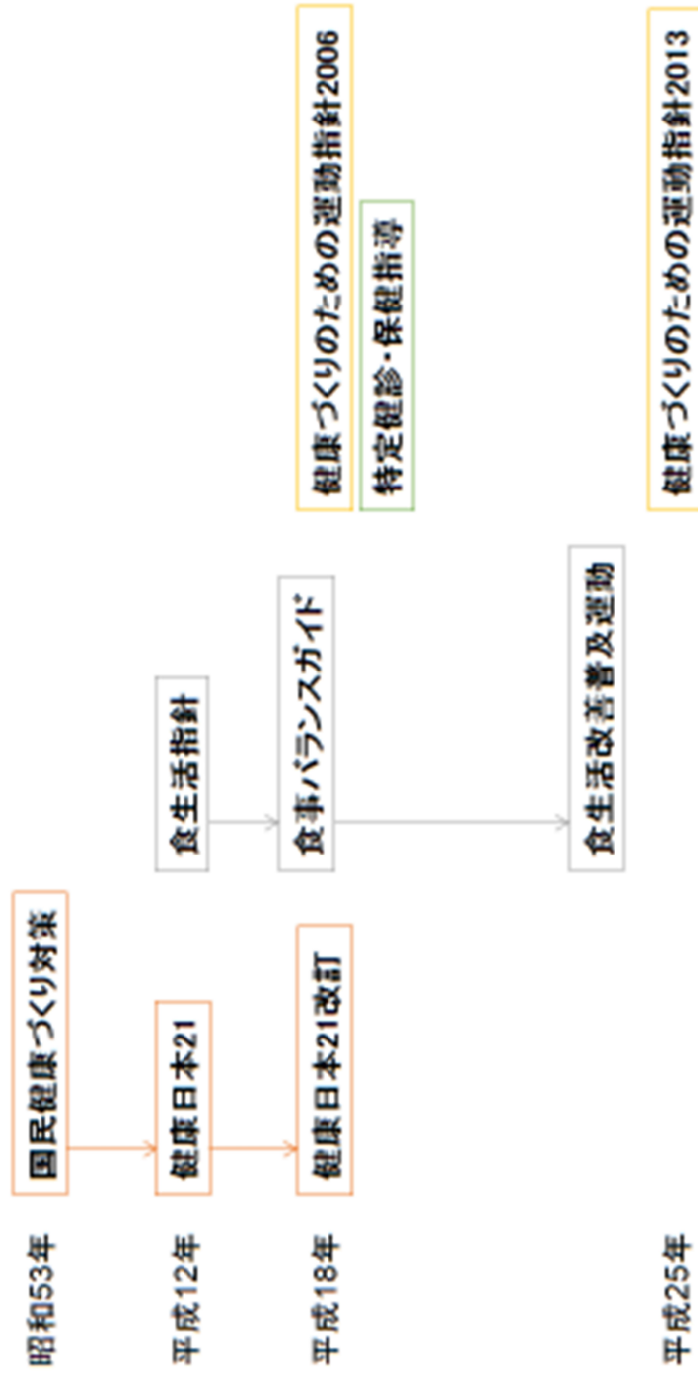 昭和53年
国民健康づくり対策
平成12年
健康日本21
食生活指針
平成18年
健康日本21改訂
食事バランスガイド
健康づくりのための運動指針2006
特定健診・保健指導
食生活改善普及運動
平成25年
健康づくりのための運動指針2013